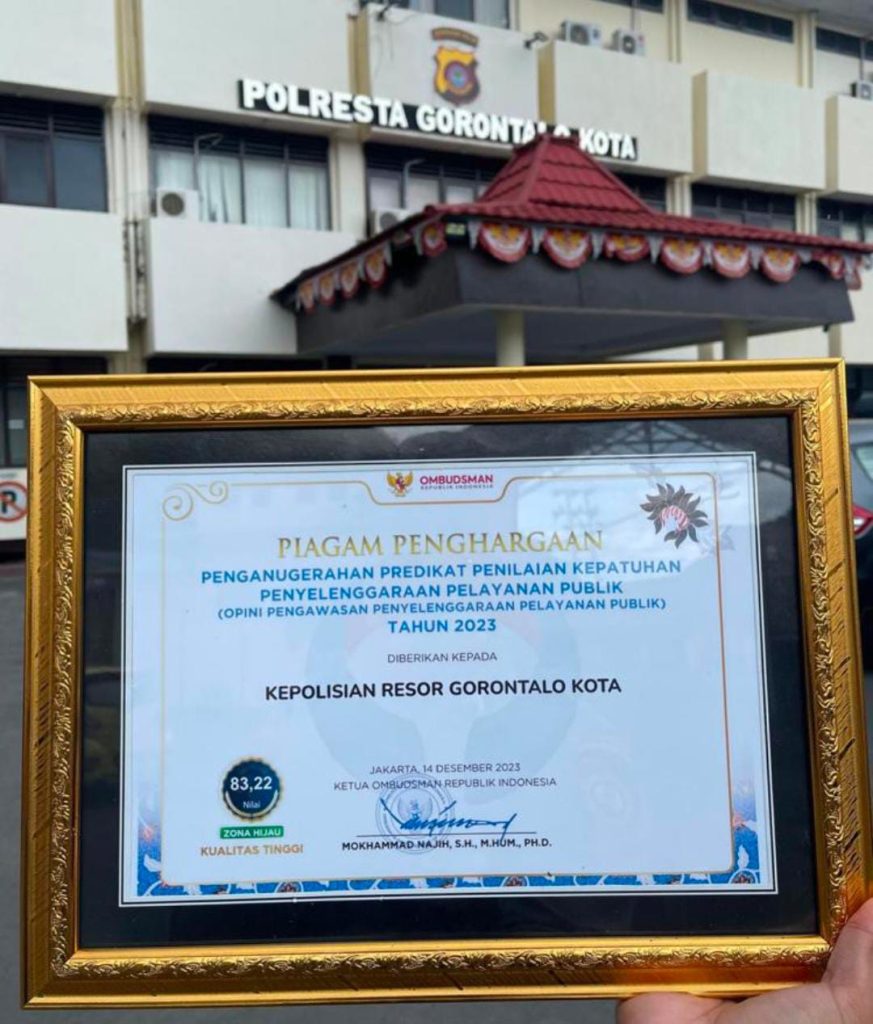 POLRESTA GORONTALO KOTA
P
OMBUDSMAN
REPUBLIK INDONESIA
PIAGAM PENGHARGAAN
PENGANUGERAHAN PREDIKAT PENILAIAN KEPATUHAN
PENYELENGGARAAN PELAYANAN PUBLIK
(OPINI PENGAWASAN PENYELENGGARAAN PELAYANAN PUBLIK)
TAHUN 2023
DIBERIKAN KEPADA
KEPOLISIAN RESOR GORONTALO KOTA
JAKARTA, 14 DESEMBER 2023
KETUA OMBUDSMAN REPUBLIK INDONESIA
83,22
Nilai
ZONA HIJAU
KUALITAS TINGGI
MOKHAMMAD NAJIH, S.H., M.HUM., PH.D.